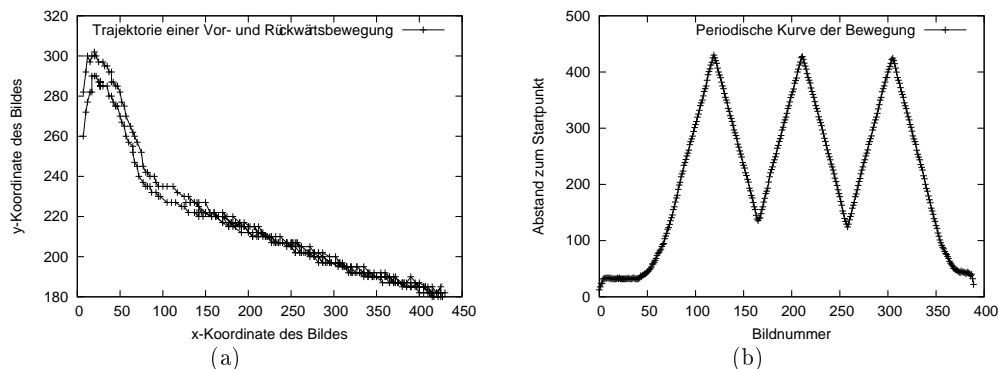 320
300
280
260
240
220
200
180
0 50 100 150 200 250 300 350 400 450
y-Koordinate des Bildes
x-Koordinate des Bildes
Trajektorie einer Vor- und Rückwärtsbewegung
(a)
500
400
300
200
100
0
0 50 100 150 200 250 300 350 400
Abstand zum Startpunkt
Bildnummer
Periodische Kurve der Bewegung
(b)